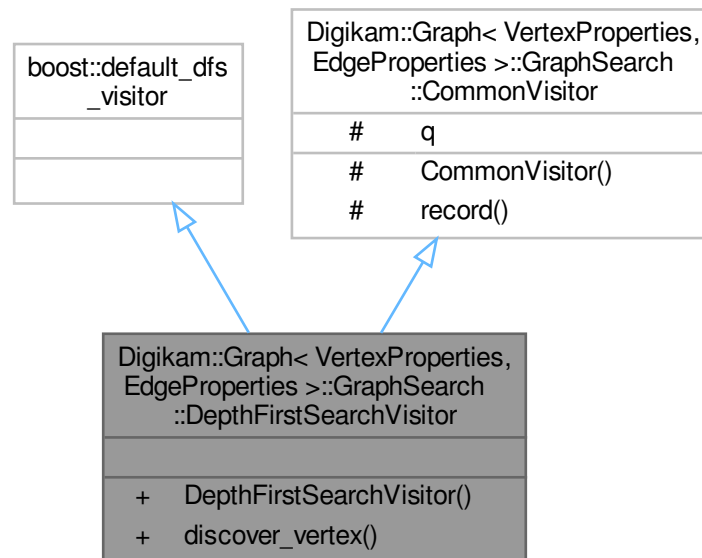 boost::default_dfs
_visitor
Digikam::Graph< VertexProperties,
EdgeProperties >::GraphSearch
::CommonVisitor
# q
# CommonVisitor()
# record()
Digikam::Graph< VertexProperties,
EdgeProperties >::GraphSearch
::DepthFirstSearchVisitor
+ DepthFirstSearchVisitor()
+ discover_vertex()